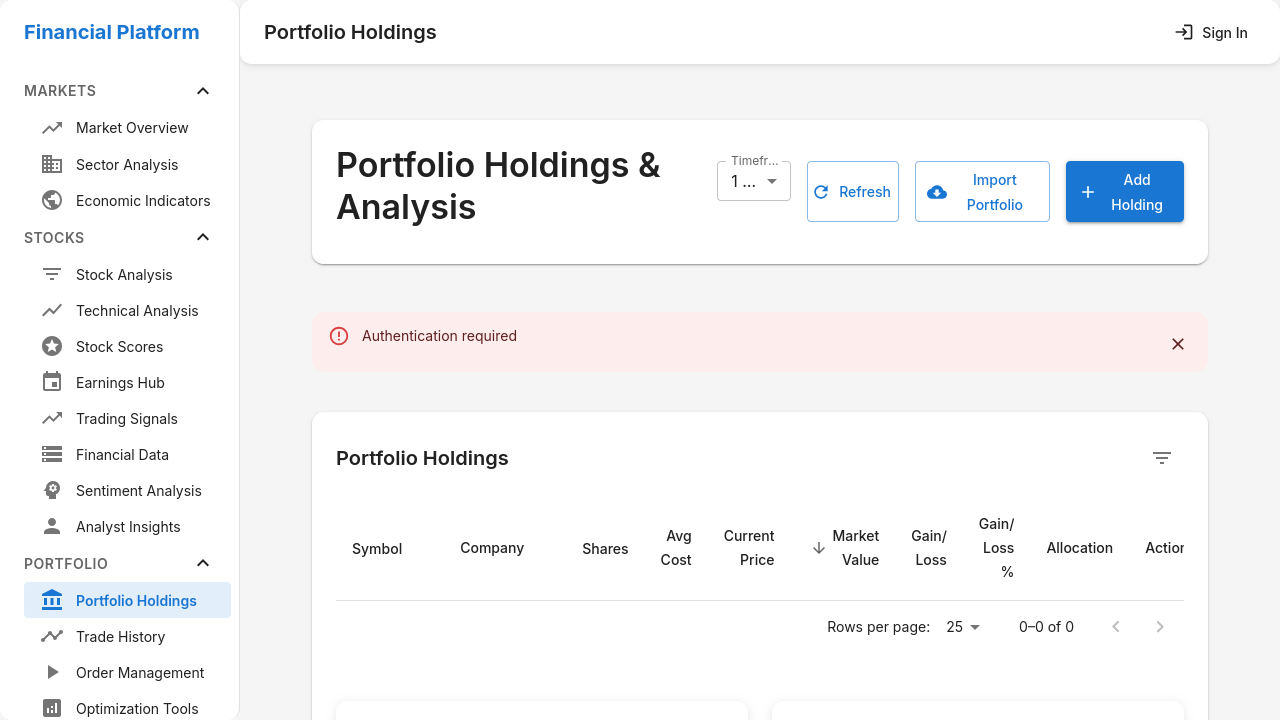 Financial Platform
Portfolio Holdings
Sign In
MARKETS
Market Overview
Sector Analysis
Economic Indicators
STOCKS
Stock Analysis
Technical Analysis
Stock Scores
Earnings Hub
Trading Signals
Financial Data
Sentiment Analysis
Analyst Insights
PORTFOLIO
Portfolio Holdings
Trade History
Order Management
Optimization Tools
Portfolio Holdings &
Analysis
Timefr...
1 ...
Refresh
Import
Portfolio
Add
Holding
Authentication required
Portfolio Holdings
Symbol
Company
Shares
Avg
Cost
Current
Price
Market
Value
Gain/
Loss
Gain/
Loss
%
Allocation
Action
Rows per page:
25
0–0 of 0